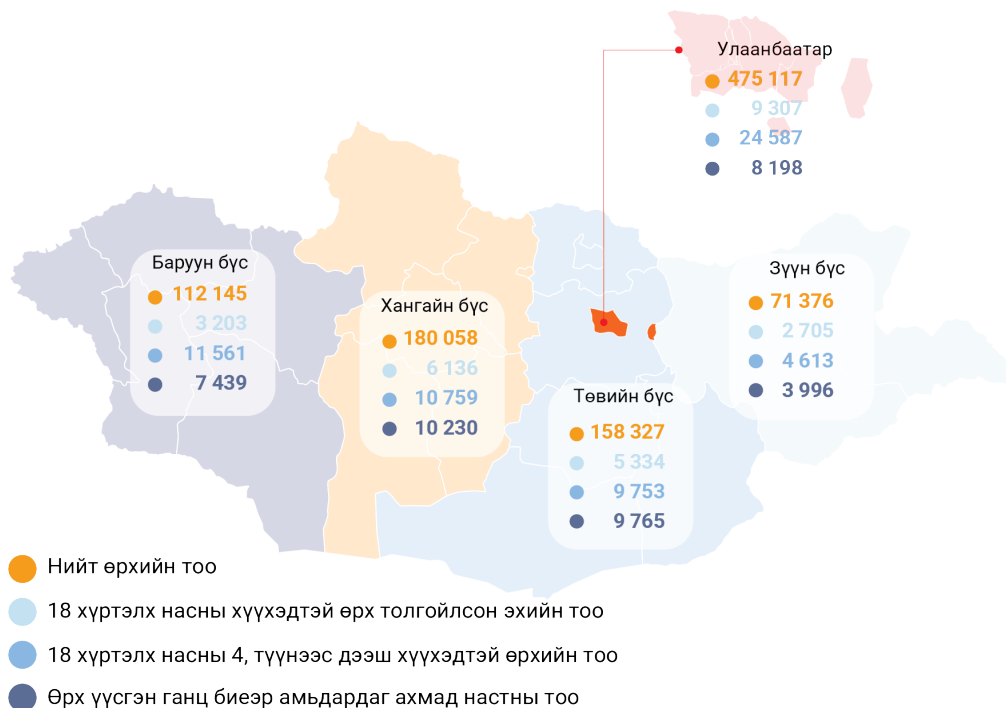 Улаанбаатар
475 117
9 307
24 587
8 198
Баруун бүс
112 145
3 203
11 561
7 439
Хангайн бүс
180 058
6 136
10 759
10 230
Төвийн бүс
158 327
5 334
9 753
9 765
Зүүн бүс
71 376
2 705
4 613
3 996
Нийт өрхийн тоо
18 хүртэлх насны хүүхэдтэй өрх толгойлсон эхийн тоо
18 хүртэлх насны 4, түүнээс дээш хүүхэдтэй өрхийн тоо
Өрх үүсгэн ганц биеэр амьдардаг ахмад настны тоо